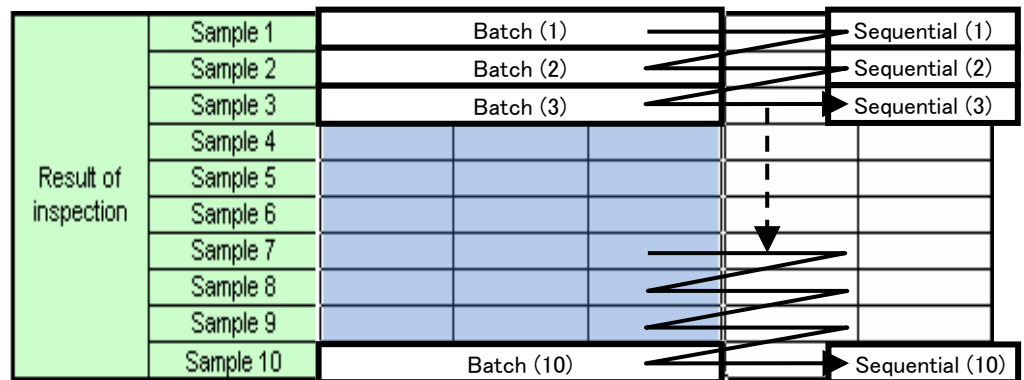 Sample 1 Batch (1) Sequential (1)
Sample 2 Batch (2) Sequential (2)
Sample 3 Batch (3) Sequential (3)
Sample 4
Result of
inspection
Sample 5
Sample 6
Sample 7
Sample 8
Sample 9
Sample 10 Batch (10) Sequential (10)